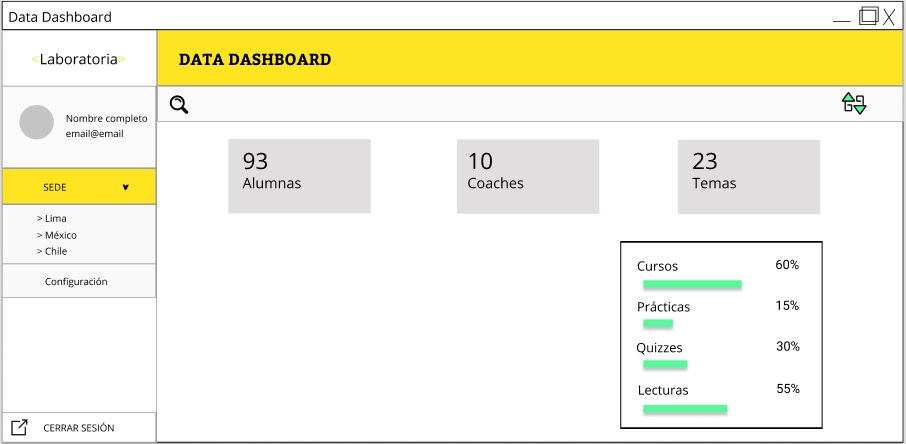 Data Dashboard
<Laboratoria>
DATA DASHBOARD
Nombre completo
email@email
SEDE
> Lima
> México
> Chile
Configuración
CERRAR SESIÓN
93
Alumnas
10
Coaches
23
Temas
Cursos 60%
Prácticas 15%
Quizzes 30%
Lecturas 55%